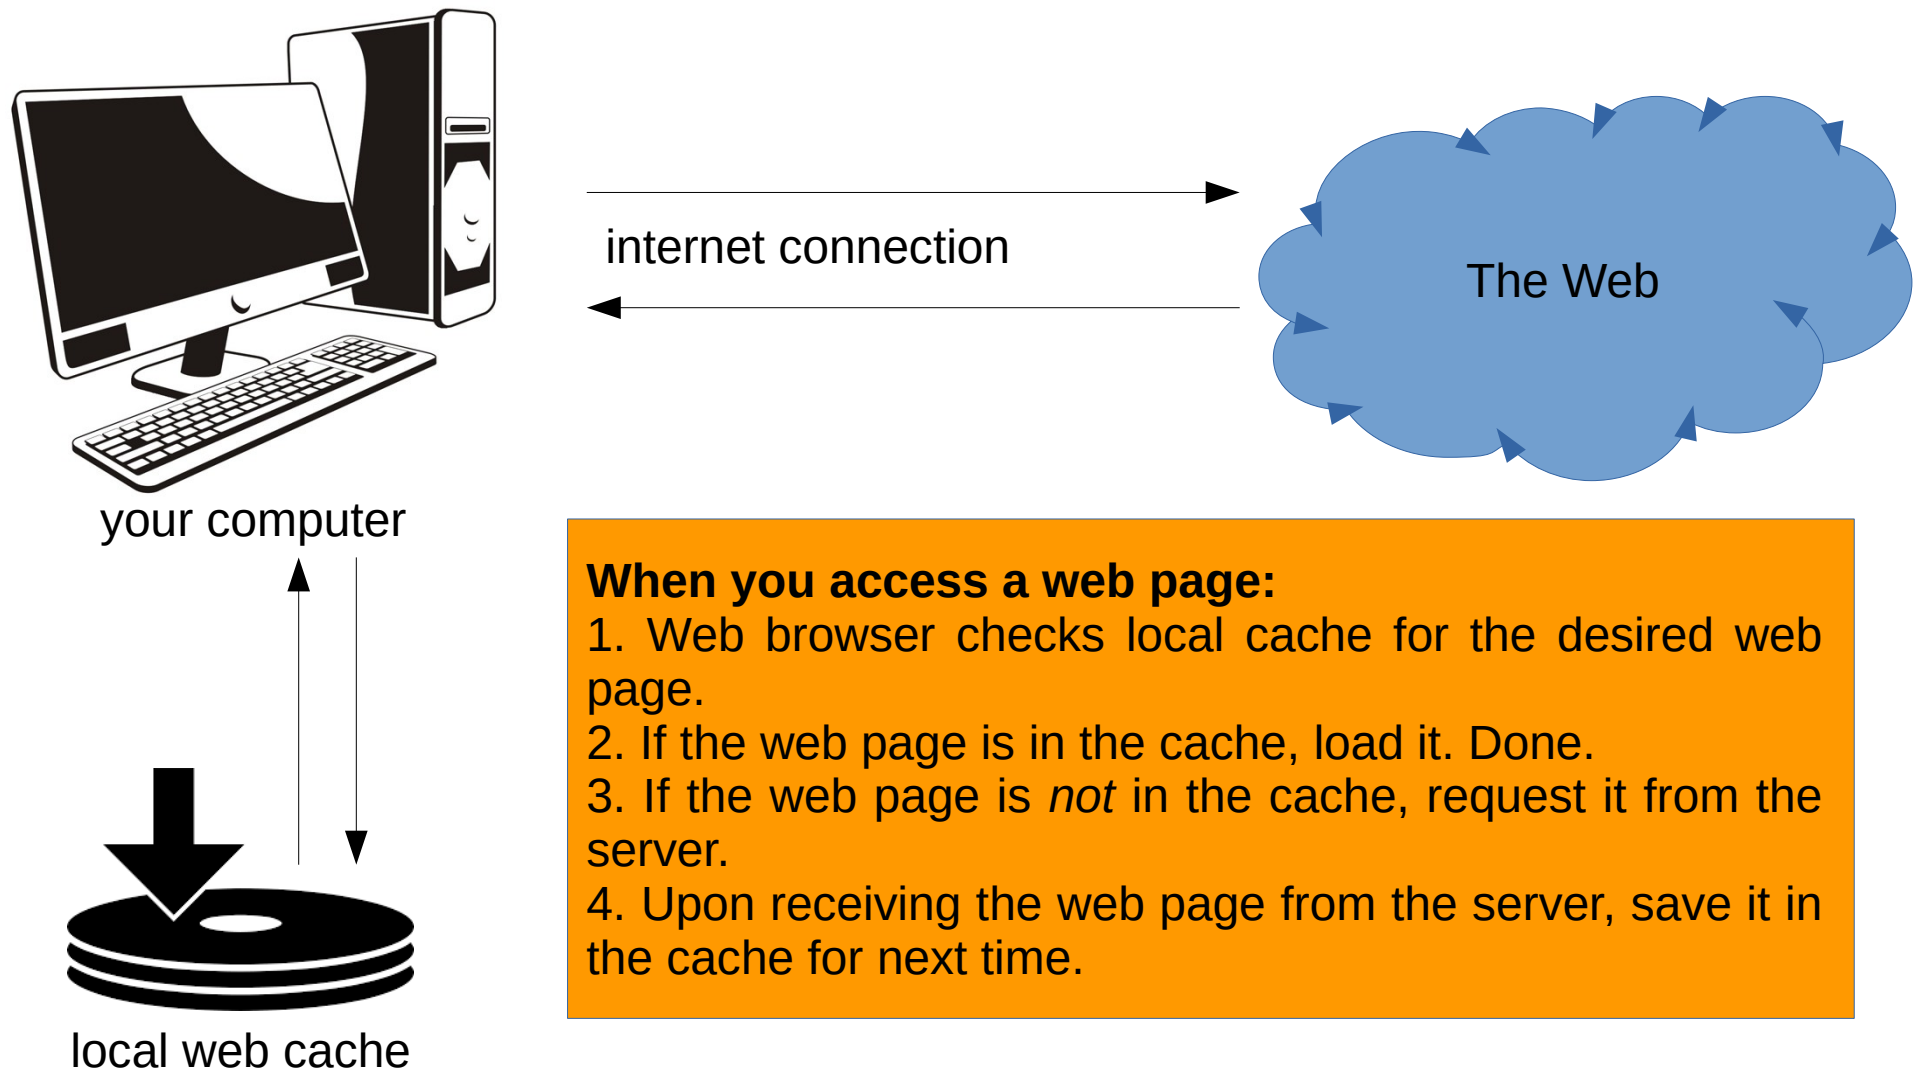 internet connection
The Web
your computer
When you access a web page:
1. Web browser checks local cache for the desired web
page.
2. If the web page is in the cache, load it. Done.
3. If the web page is not in the cache, request it from the
server.
4. Upon receiving the web page from the server, save it in
the cache for next time.
local web cache